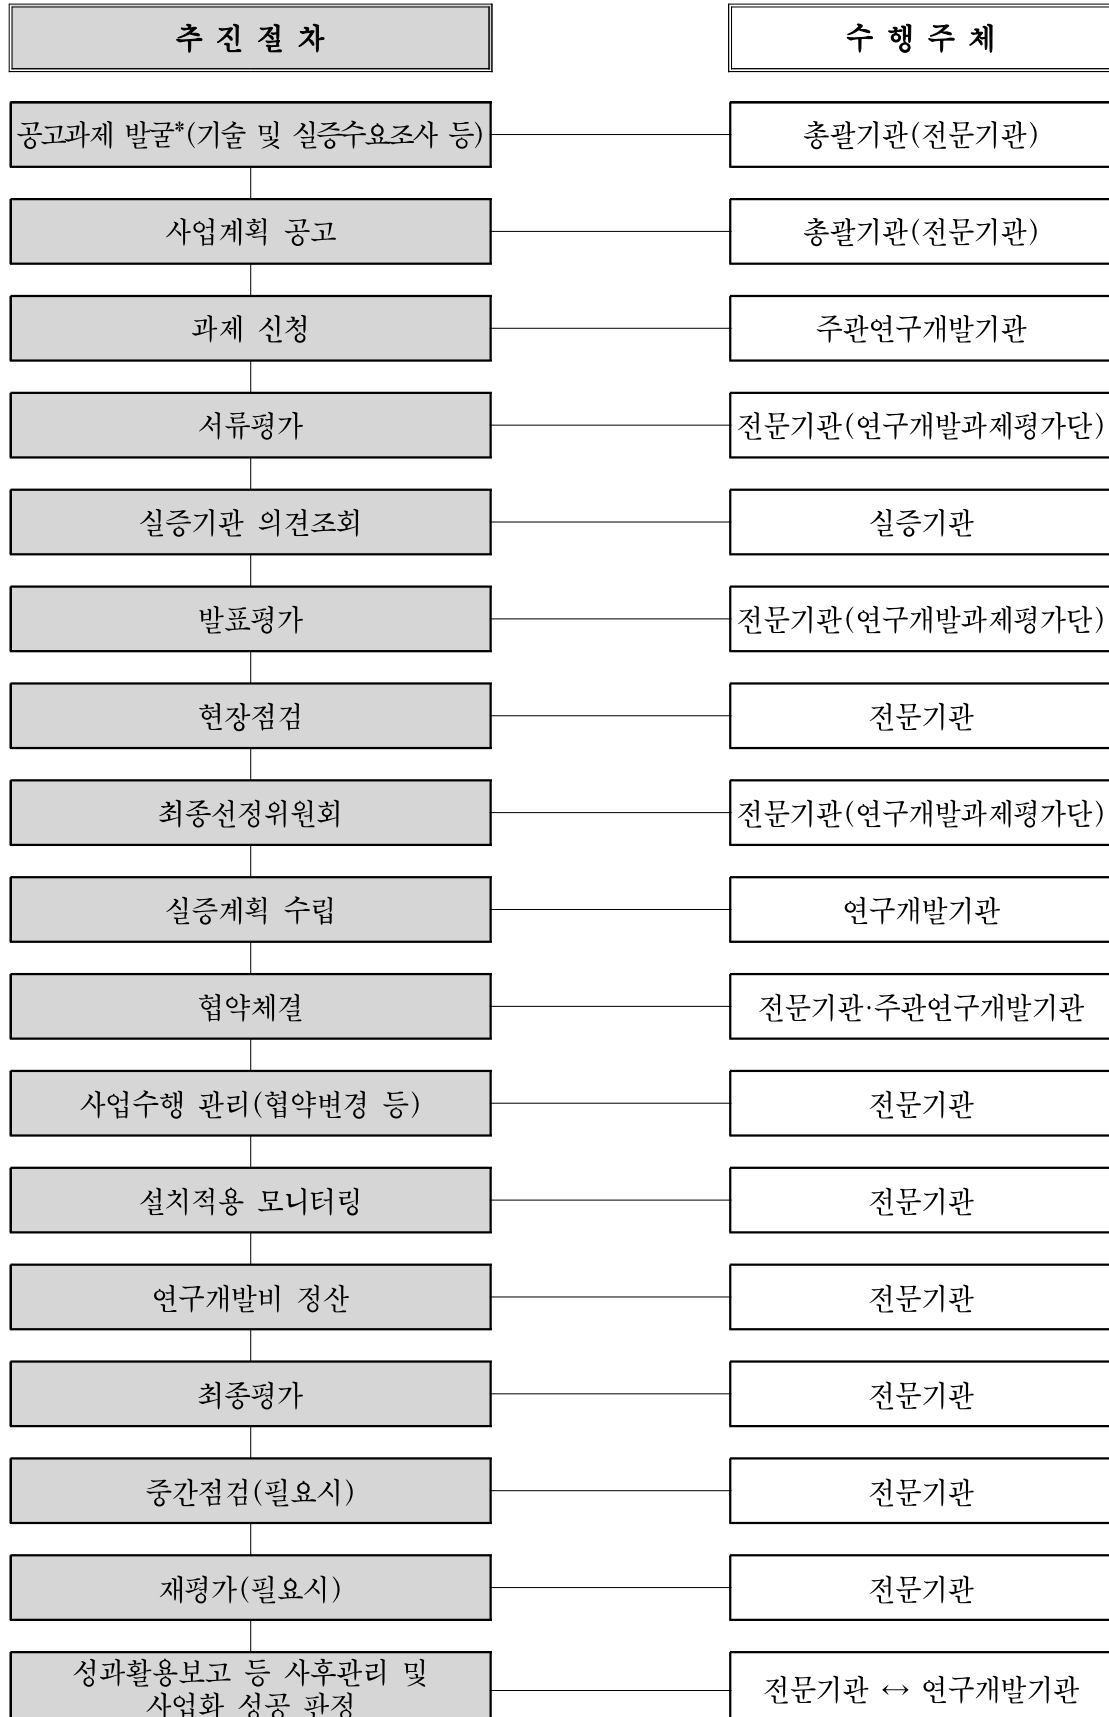 추 진 절 차
수 행 주 체
공고과제 발굴*(기술 및 실증수요조사 등)
총괄기관(전문기관)
사업계획 공고
총괄기관(전문기관)
과제 신청
주관연구개발기관
서류평가
전문기관(연구개발과제평가단)
실증기관 의견조회
실증기관
발표평가
전문기관(연구개발과제평가단)
현장점검
전문기관
최종선정위원회
전문기관(연구개발과제평가단)
실증계획 수립
연구개발기관
협약체결
전문기관·주관연구개발기관
사업수행 관리(협약변경 등)
전문기관
설치적용 모니터링
전문기관
연구개발비 정산
전문기관
최종평가
전문기관
중간점검(필요시)
전문기관
재평가(필요시)
전문기관
성과활용보고 등 사후관리 및
사업화 성공 판정
전문기관 ↔ 연구개발기관